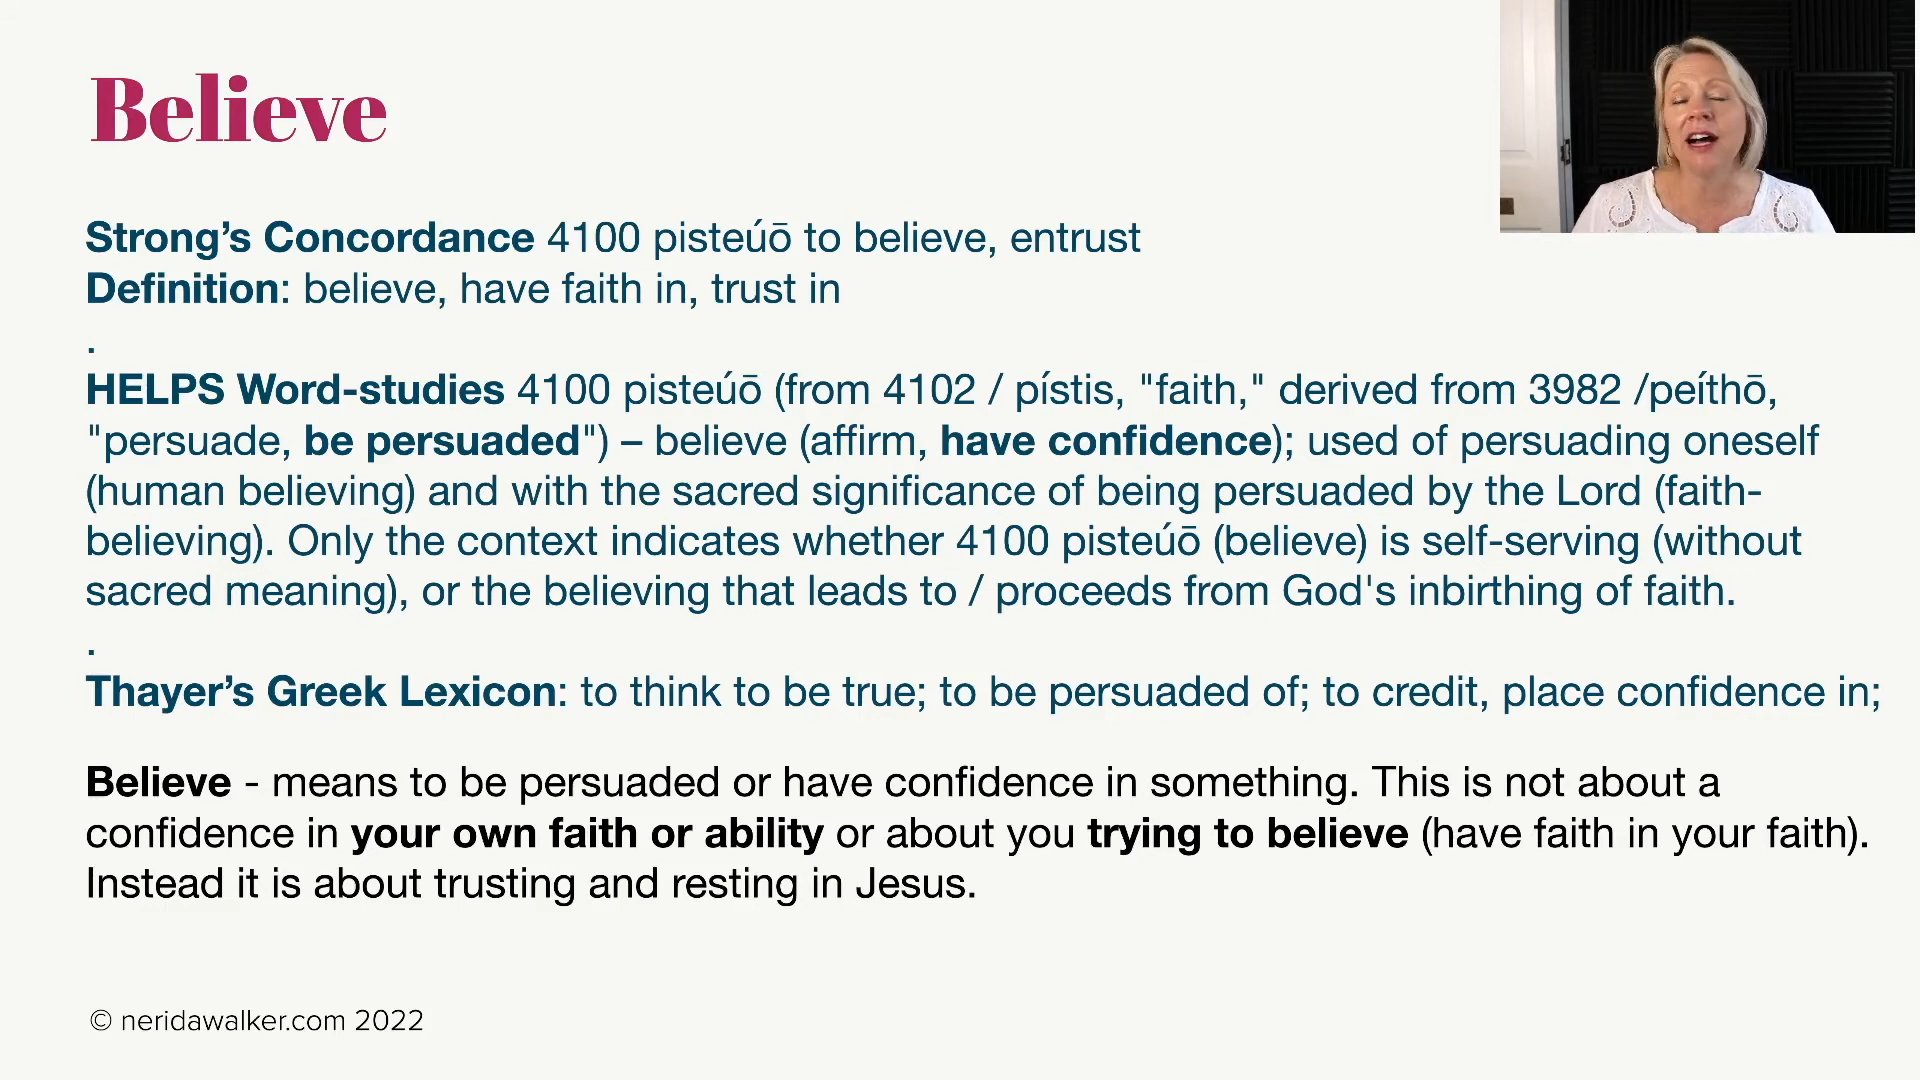 Believe
Strong’s Concordance 4100 pisteúō to believe, entrust
Definition: believe, have faith in, trust in
.
HELPS Word-studies 4100 pisteúō (from 4102 / pístis, "faith," derived from 3982 /peíthō,
"persuade, be persuaded") – believe (affirm, have confidence); used of persuading oneself
(human believing) and with the sacred significance of being persuaded by the Lord (faith-
believing). Only the context indicates whether 4100 pisteúō (believe) is self-serving (without
sacred meaning), or the believing that leads to / proceeds from God's inbirthing of faith.
.
Thayer’s Greek Lexicon: to think to be true; to be persuaded of; to credit, place confidence in;
Believe - means to be persuaded or have confidence in something. This is not about a
confidence in your own faith or ability or about you trying to believe (have faith in your faith).
Instead it is about trusting and resting in Jesus.
© neridawalker.com 2022